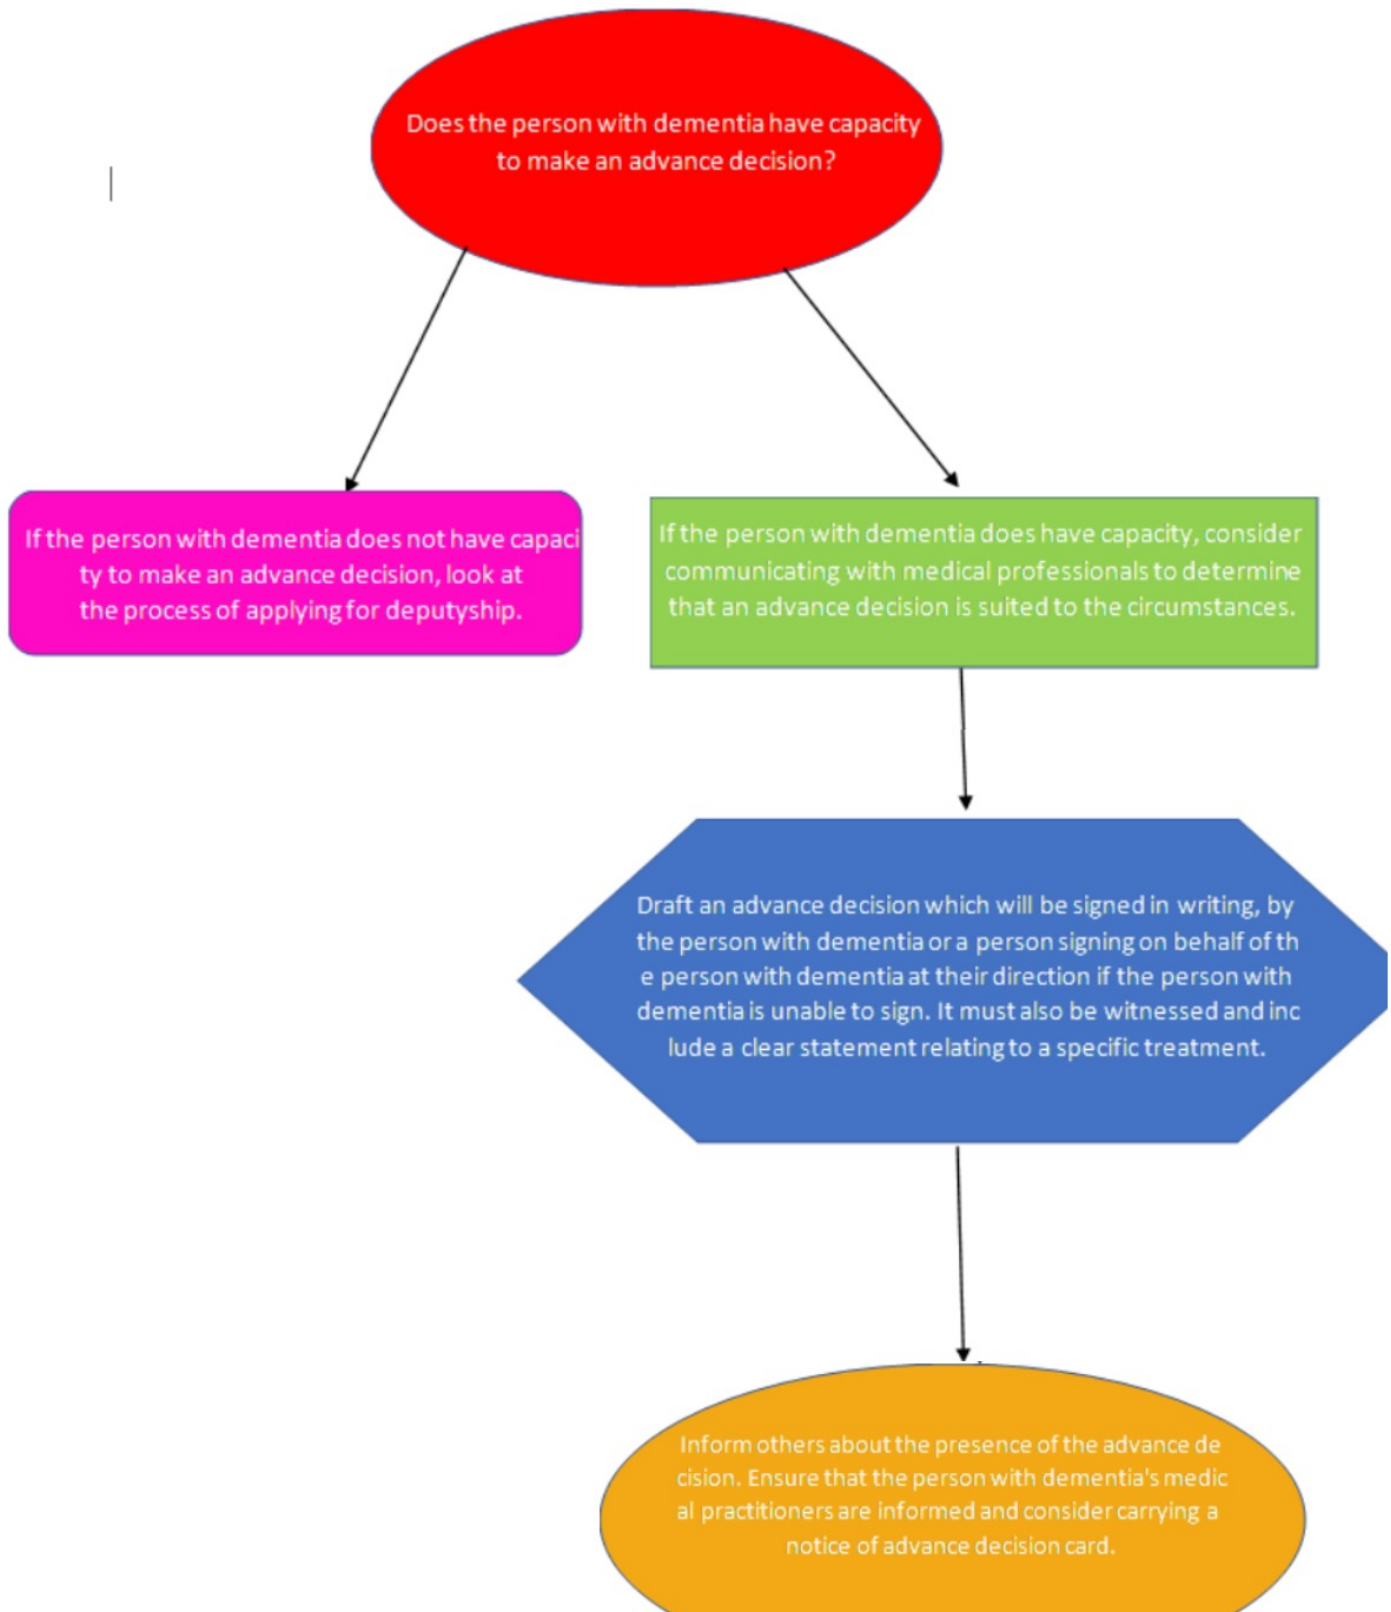 Does the person with dementia have capacity
to make an advance decision?
If the person with dementia does not have capaci
ty to make an advance decision, look at
the process of applying for deputyship.
If the person with dementia does have capacity, consider
communicating with medical professionals to determine
that an advance decision is suited to the circumstances.
Draft an advance decision which will be signed in writing, by
the person with dementia or a person signing on behalf of th
e person with dementia at their direction if the person with
dementia is unable to sign. It must also be witnessed and inc
lude a clear statement relating to a specific treatment.
Inform others about the presence of the advance de
cision. Ensure that the person with dementia's medic
al practitioners are informed and consider carrying a
notice of advance decision card.